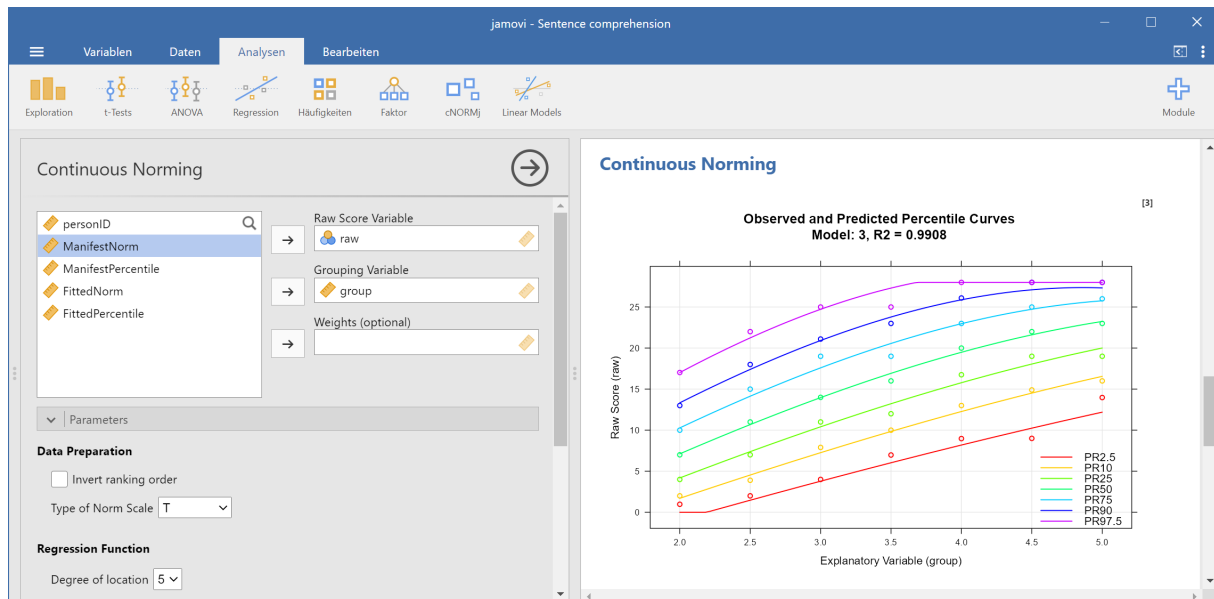 jamovi - Sentence comprehension
Variablen Daten Analysen Bearbeiten
Exploration t-Tests ANOVA Regression Häufigkeiten Faktor cNORMj Linear Models Module
Continuous Norming
personID
ManifestNorm
ManifestPercentile
FittedNorm
FittedPercentile
Raw Score Variable
raw
Grouping Variable
group
Weights (optional)
Parameters
Data Preparation
Invert ranking order
Type of Norm Scale T
Regression Function
Degree of location 5
Continuous Norming
[3]
Observed and Predicted Percentile Curves
Model: 3, R2 = 0.9908
Raw Score (raw)
25
20
15
10
5
0
PR2.5
PR10
PR25
PR50
PR75
PR90
PR97.5
2.0 2.5 3.0 3.5 4.0 4.5 5.0
Explanatory Variable (group)